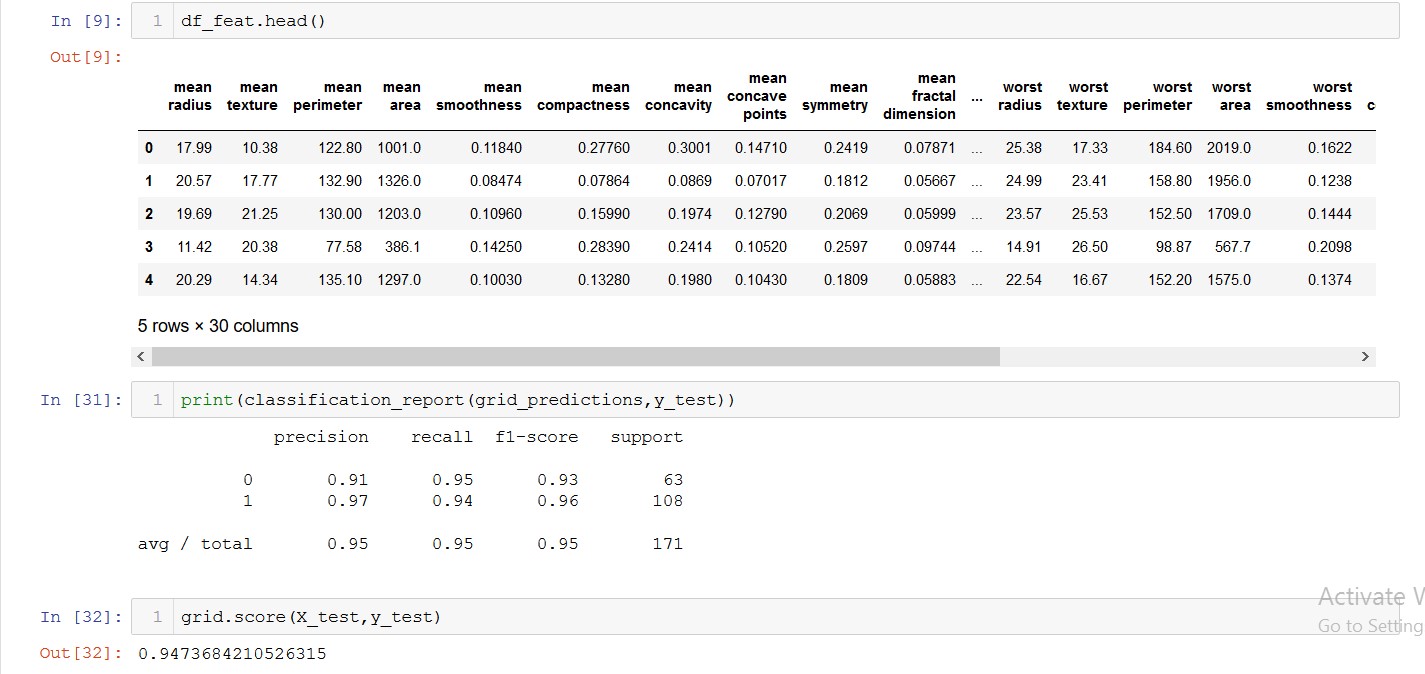 In [9]: 1 df_feat.head()
Out[9]:
mean radius mean texture mean perimeter mean area mean smoothness mean compactness mean concavity mean concave points mean symmetry mean fractal dimension ... worst radius worst texture worst perimeter worst area worst smoothness c
0 17.99 10.38 122.80 1001.0 0.11840 0.27760 0.3001 0.14710 0.2419 0.07871 ... 25.38 17.33 184.60 2019.0 0.1622
1 20.57 17.77 132.90 1326.0 0.08474 0.07864 0.0869 0.07017 0.1812 0.05667 ... 24.99 23.41 158.80 1956.0 0.1238
2 19.69 21.25 130.00 1203.0 0.10960 0.15990 0.1974 0.12790 0.2069 0.05999 ... 23.57 25.53 152.50 1709.0 0.1444
3 11.42 20.38 77.58 386.1 0.14250 0.28390 0.2414 0.10520 0.2597 0.09744 ... 14.91 26.50 98.87 567.7 0.2098
4 20.29 14.34 135.10 1297.0 0.10030 0.13280 0.1980 0.10430 0.1809 0.05883 ... 22.54 16.67 152.20 1575.0 0.1374
5 rows × 30 columns
In [31]: 1 print(classification_report(grid_predictions,y_test))
precision recall f1-score support
0 0.91 0.95 0.93 63
1 0.97 0.94 0.96 108
avg / total 0.95 0.95 0.95 171
Activate W
In [32]: 1 grid.score(X_test,y_test)
Go to Setting
Out[32]: 0.9473684210526315